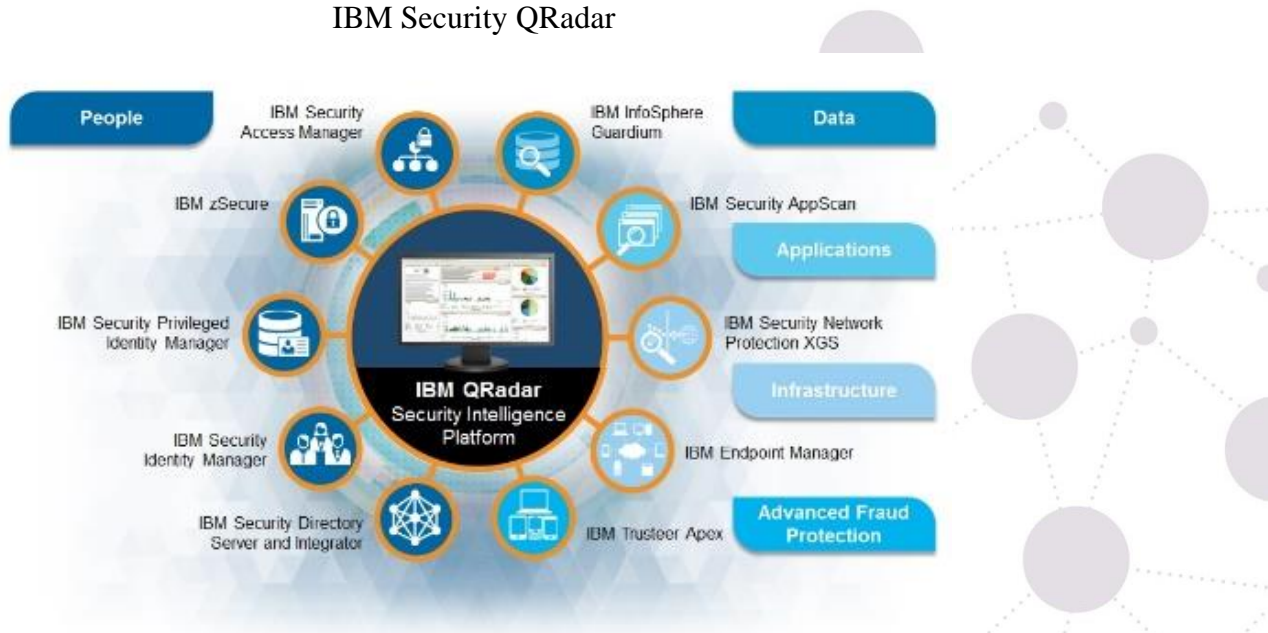 IBM Security QRadar
People
IBM Security
Access Manager
IBM InfoSphere
Guardium
Data
IBM zSecure
IBM Security AppScan
Applications
IBM Security Privileged
Identity Manager
IBM Security Network
Protection XGS
IBM QRadar
Security Intelligence
Platform
Infrastructure
IBM Security
Identity Manager
IBM Endpoint Manager
IBM Security Directory
Server and Integrator
IBM Trusteer Apex
Advanced Fraud
Protection